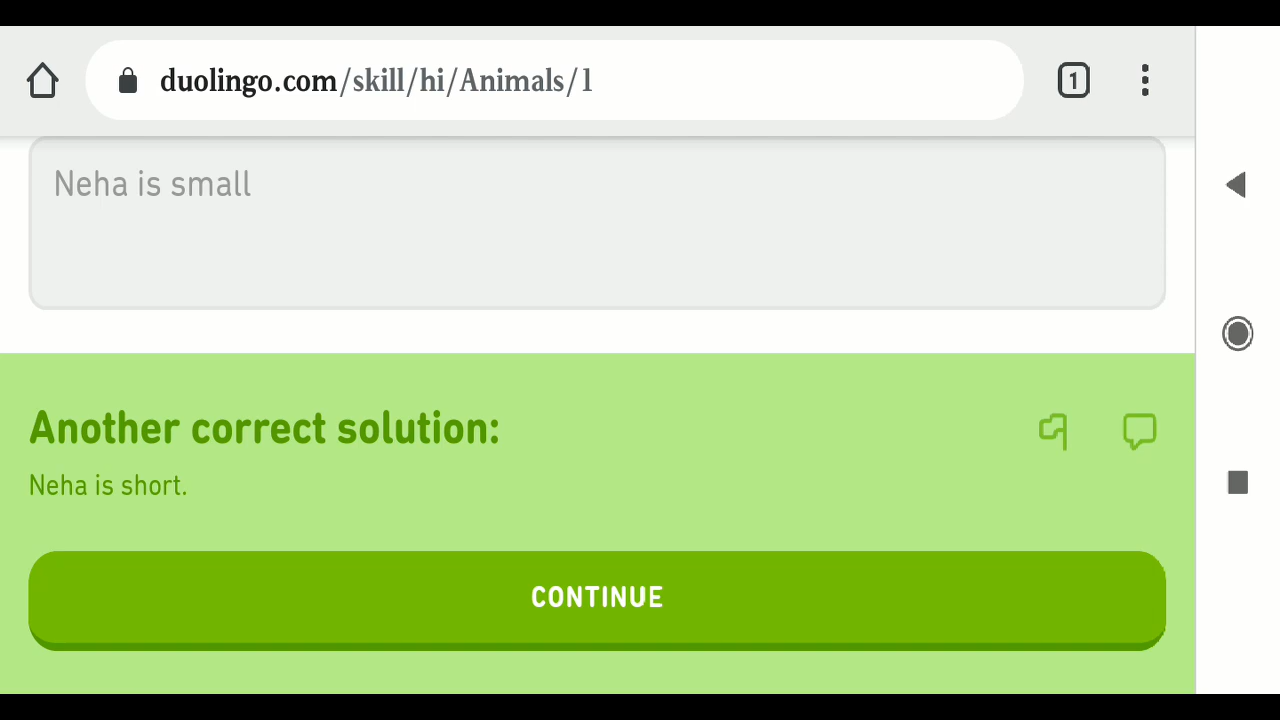 duolingo.com/skill/hi/Animals/1
1
Neha is small
Another correct solution:
Neha is short.
CONTINUE